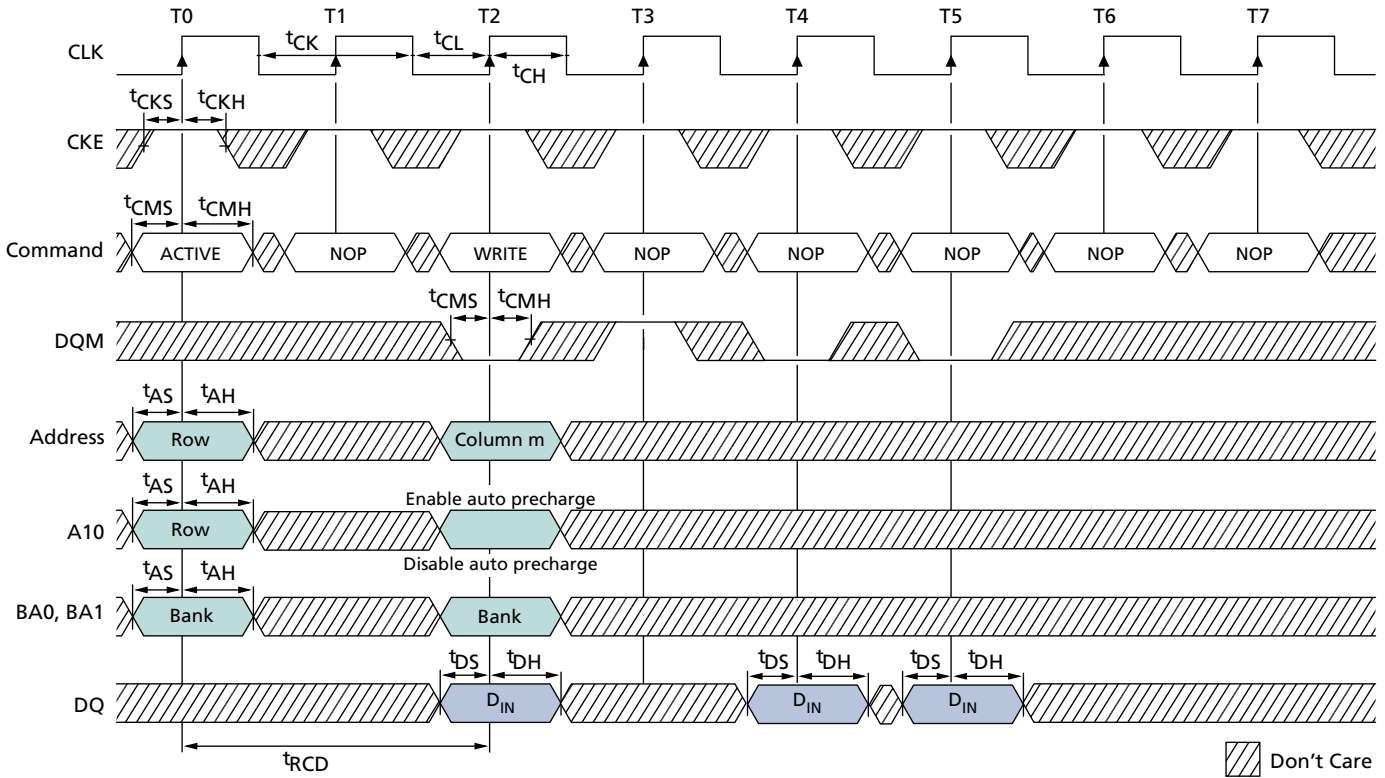 T0 T1 T2 T3 T4 T5 T6 T7
CLK
tCK tCL
tCH
tCKS tCKH
CKE
tCMS tCMH
Command ACTIVE NOP WRITE NOP NOP NOP NOP NOP
tCMS tCMH
DQM
tAS tAH
Address Row Column m
tAS tAH Enable auto precharge
A10 Row
Disable auto precharge
tAS tAH
BA0, BA1 Bank Bank
tDS tDH tDS tDH tDS tDH
DQ DIN DIN DIN
tRCD
Don't Care